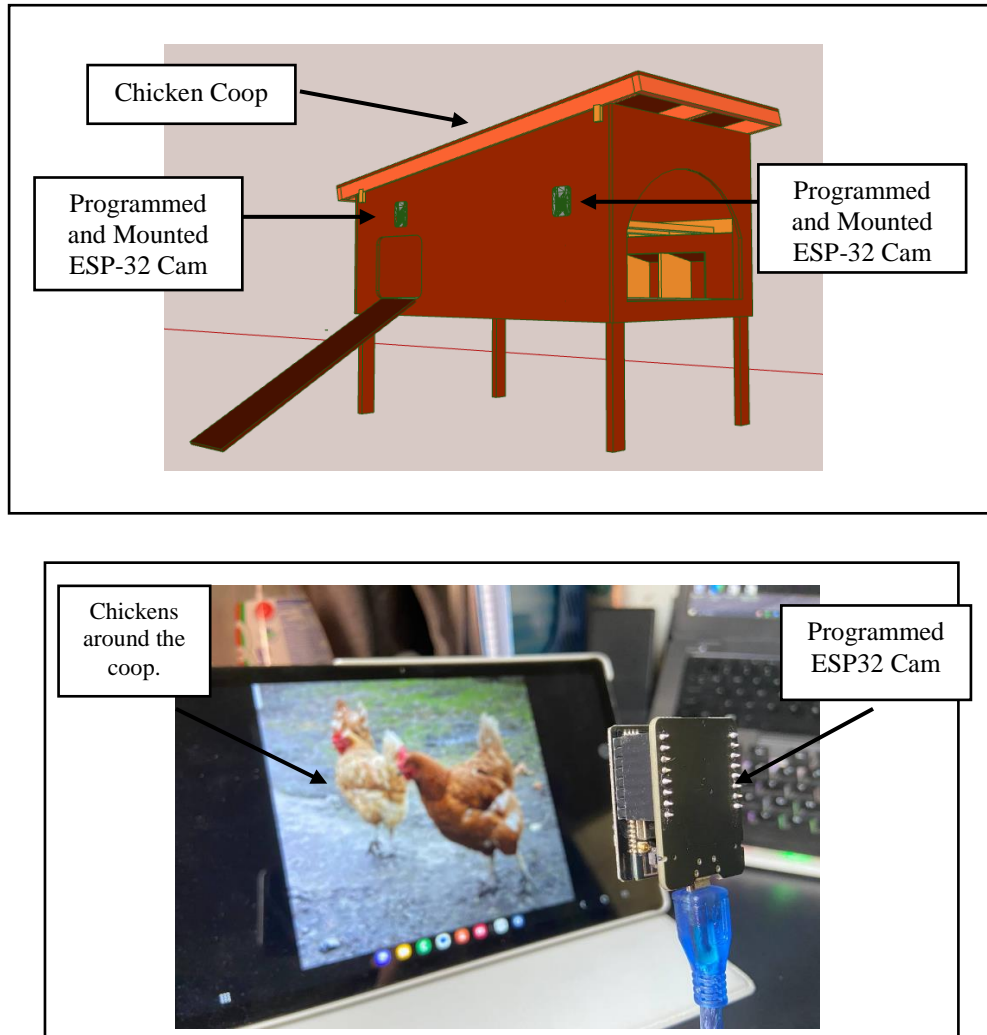 Chicken Coop
Programmed
and Mounted
ESP-32 Cam
Programmed
and Mounted
ESP-32 Cam
Chickens
around the
coop.
Programmed
ESP32 Cam